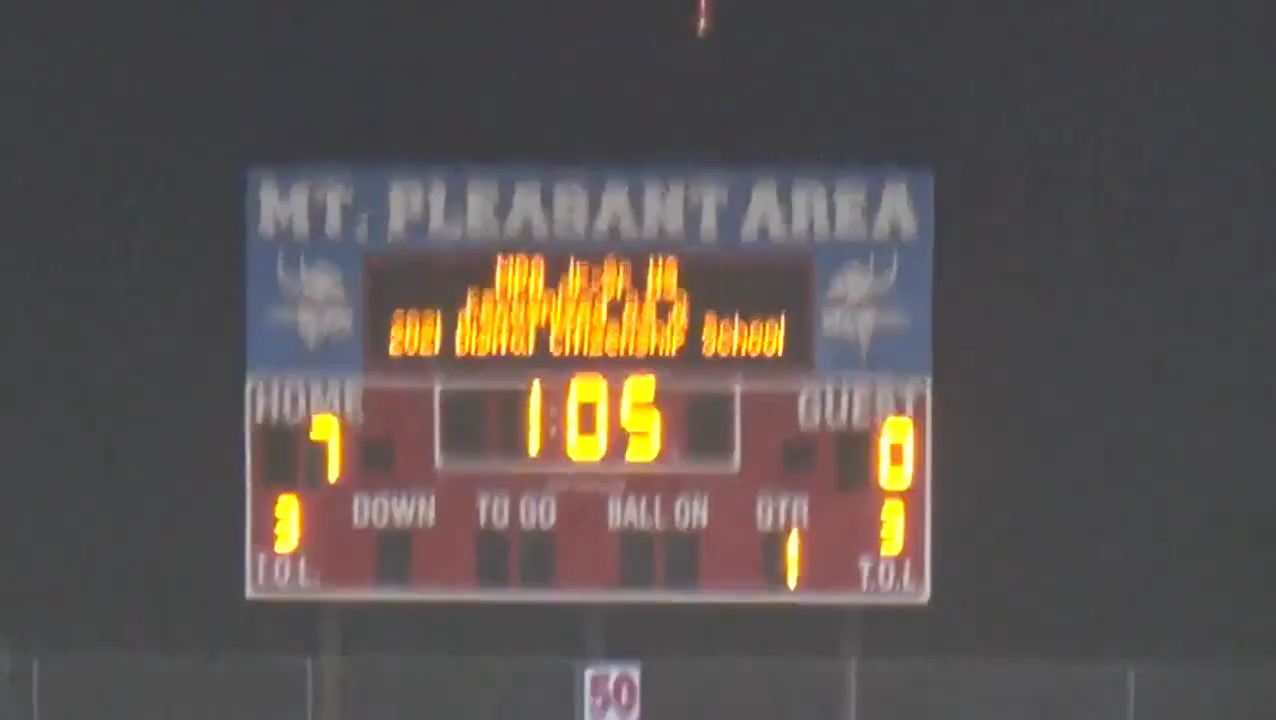 MT. PLEASANT AREA
2021 School
HOME 1:05 GUEST
7 0
3 DOWN TO GO BALL ON QTR 3
1
T.O.L. T.O.L
50